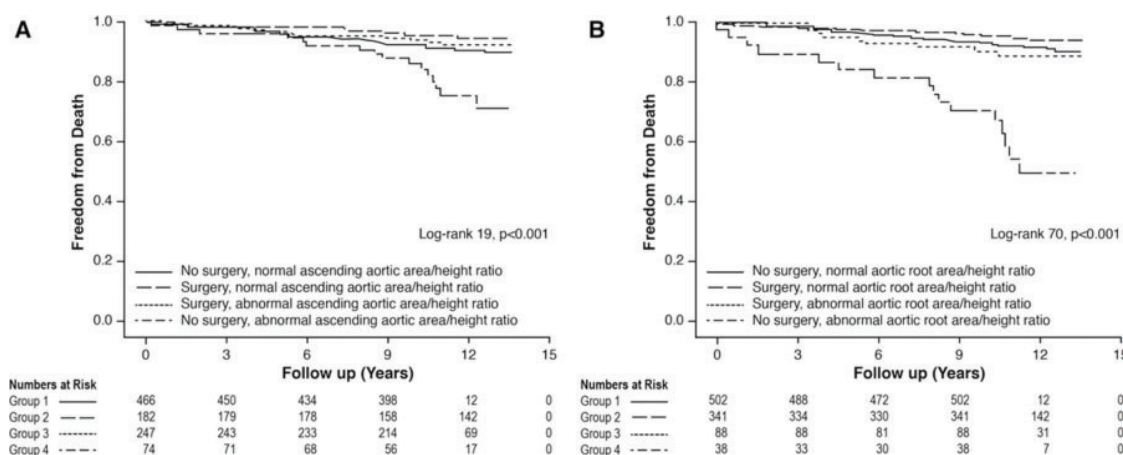 A
1.0
0.8
0.6
0.4
0.2
0.0
Freedom from Death
Log-rank 19, p<0.001
No surgery, normal ascending aortic area/height ratio
Surgery, normal ascending aortic area/height ratio
Surgery, abnormal ascending aortic area/height ratio
No surgery, abnormal ascending aortic area/height ratio
0 3 6 9 12 15
Follow up (Years)
Numbers at Risk
Group 1 466 450 434 398 12 0
Group 2 182 179 178 158 142 0
Group 3 247 243 233 214 69 0
Group 4 74 71 68 56 17 0
B
1.0
0.8
0.6
0.4
0.2
0.0
Freedom from Death
Log-rank 70, p<0.001
No surgery, normal aortic root area/height ratio
Surgery, normal aortic root area/height ratio
Surgery, abnormal aortic root area/height ratio
No surgery, abnormal aortic root area/height ratio
0 3 6 9 12 15
Follow up (Years)
Numbers at Risk
Group 1 502 488 472 502 12 0
Group 2 341 334 330 341 142 0
Group 3 88 88 81 88 31 0
Group 4 38 33 30 38 7 0